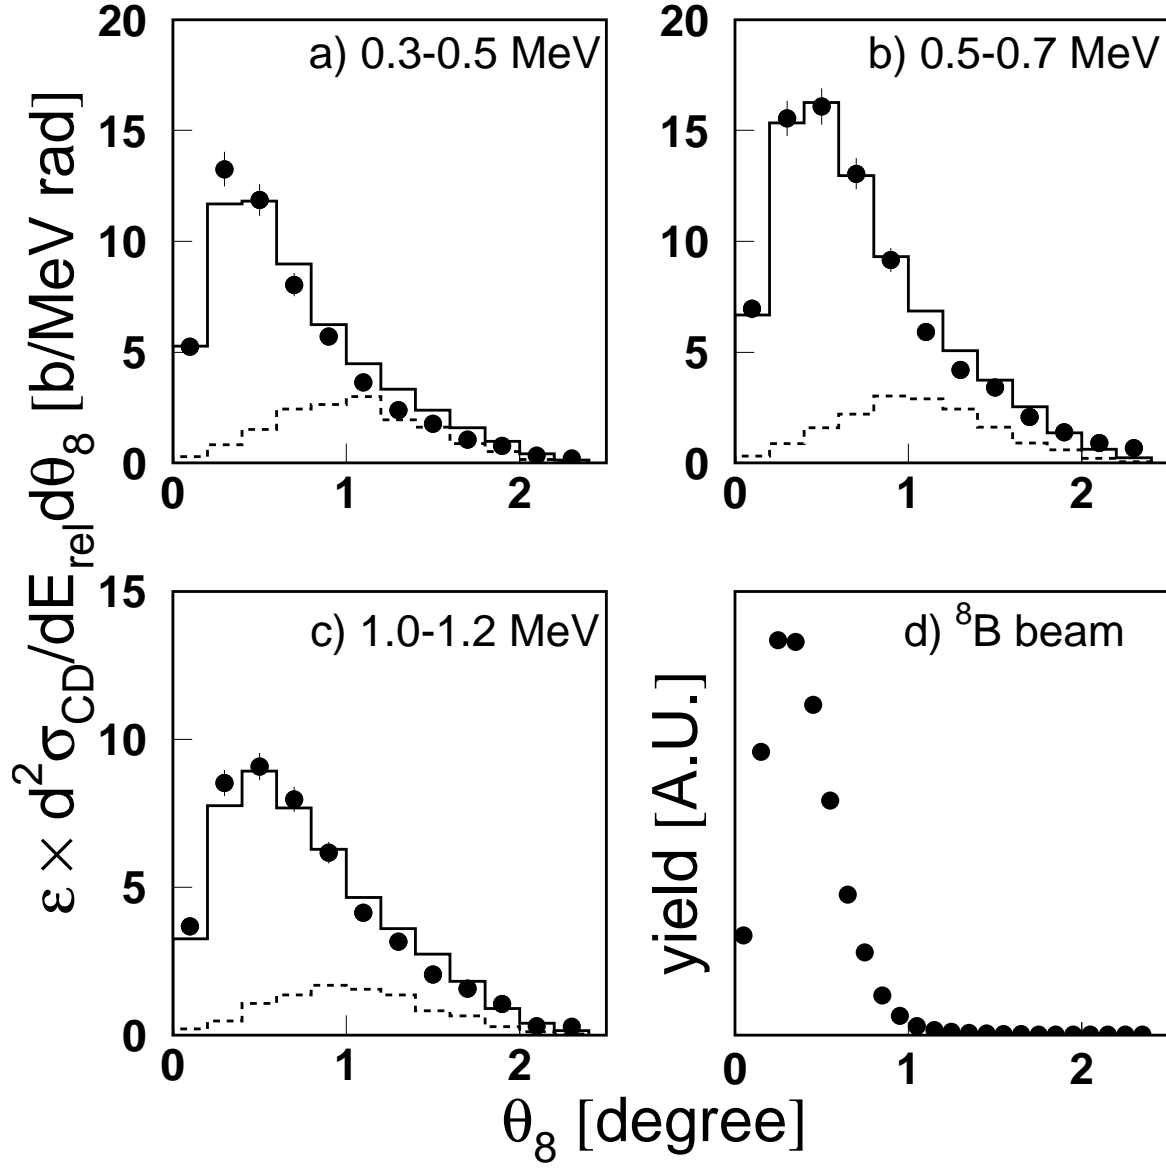 ε × d²σ_CD/dE_rel dθ₈ [b/MeV rad]
a) 0.3-0.5 MeV
20
15
10
5
0
0 1 2
b) 0.5-0.7 MeV
20
15
10
5
0
0 1 2
c) 1.0-1.2 MeV
15
10
5
0
0 1 2
yield [A.U.]
d) ⁸B beam
0 1 2
θ₈ [degree]